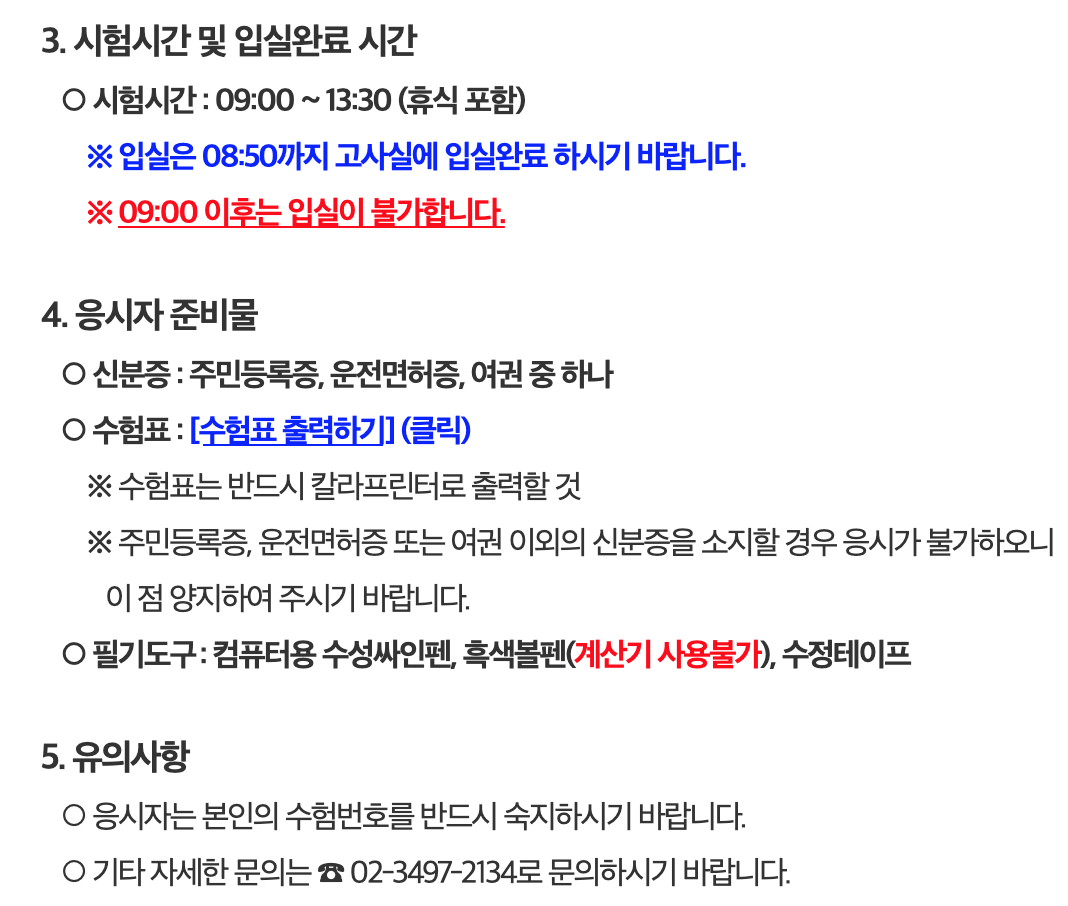 3. 시험시간 및 입실완료 시간
○ 시험시간 : 09:00 ~ 13:30 (휴식 포함)
※ 입실은 08:50까지 고사실에 입실완료 하시기 바랍니다.
※ 09:00 이후는 입실이 불가합니다.
4. 응시자 준비물
○ 신분증 : 주민등록증, 운전면허증, 여권 중 하나
○ 수험표 : [수험표 출력하기] (클릭)
※ 수험표는 반드시 칼라프린터로 출력할 것
※ 주민등록증, 운전면허증 또는 여권 이외의 신분증을 소지할 경우 응시가 불가하오니
이 점 양지하여 주시기 바랍니다.
○ 필기도구 : 컴퓨터용 수성싸인펜, 흑색볼펜(계산기 사용불가), 수정테이프
5. 유의사항
○ 응시자는 본인의 수험번호를 반드시 숙지하시기 바랍니다.
○ 기타 자세한 문의는 ☎ 02-3497-2134로 문의하시기 바랍니다.